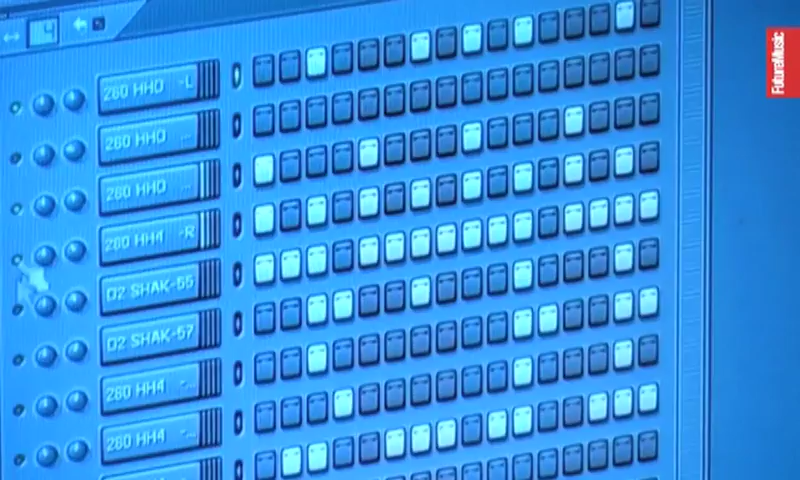 260 HHO -L
260 HHO ...
260 HHO ...
260 HH4 -R
D2 SHAK-55
D2 SHAK-57
260 HH4 -...
260 HH4 -...
FutureMusic